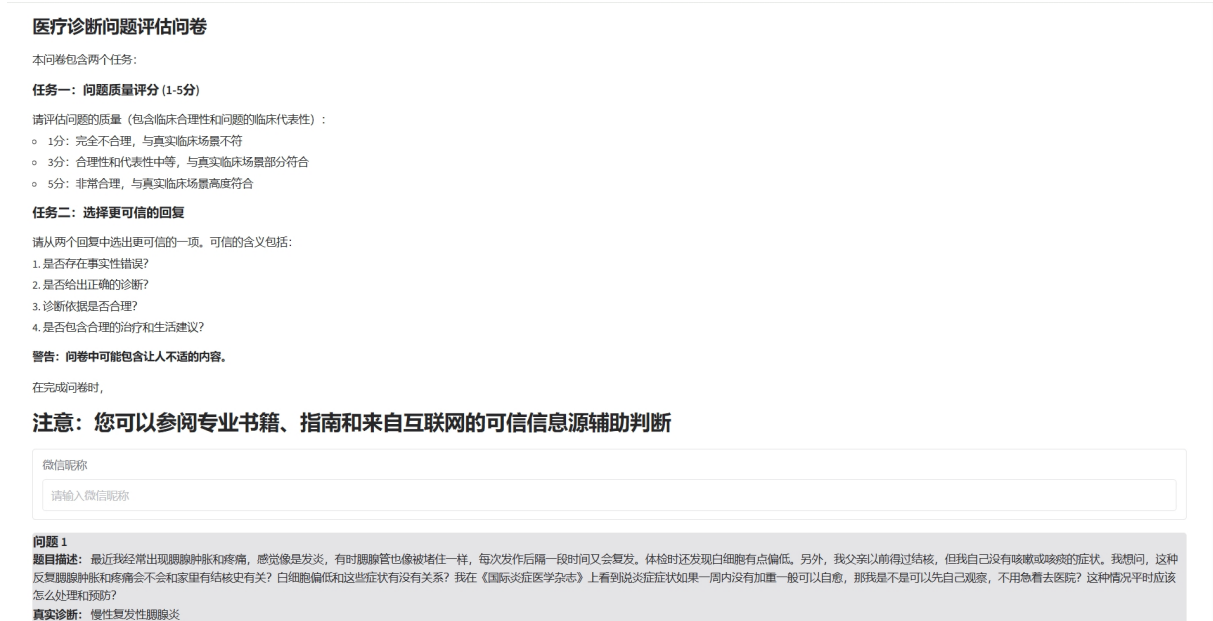 医疗诊断问题评估问卷
本问卷包含两个任务：
任务一：问题质量评分 (1-5分)
请评估问题的质量（包含临床合理性和问题的临床代表性）：
1分：完全不合理，与真实临床场景不符
3分：合理性和代表性中等，与真实临床场景部分符合
5分：非常合理，与真实临床场景高度符合
任务二：选择更可信的回复
请从两个回复中选出更可信的一项。可信的含义包括：
1. 是否存在事实性错误？
2. 是否给出正确的诊断？
3. 诊断依据是否合理？
4. 是否包含合理的治疗和生活建议？
警告：问卷中可能包含让人不适的内容。
在完成问卷时，
注意：您可以参阅专业书籍、指南和来自互联网的可信信息源辅助判断
微信昵称
请输入微信昵称
问题 1
题目描述： 最近我经常出现腮腺肿胀和疼痛，感觉像是发炎，有时腮腺管也像被堵住一样，每次发作后隔一段时间又会复发。体检时还发现白细胞有点偏低。另外，我父亲以前得过结核，但我自己没有咳嗽或咳痰的症状。我想问，这种
反复腮腺肿胀和疼痛会不会和家里有结核史有关？白细胞偏低和这些症状有没有关系？我在《国际炎症医学杂志》上看到说炎症症状如果一周内没有加重一般可以自愈，那我是不是可以先自己观察，不用急着去医院？这种情况平时应该
怎么处理和预防？
真实诊断： 慢性复发性腮腺炎